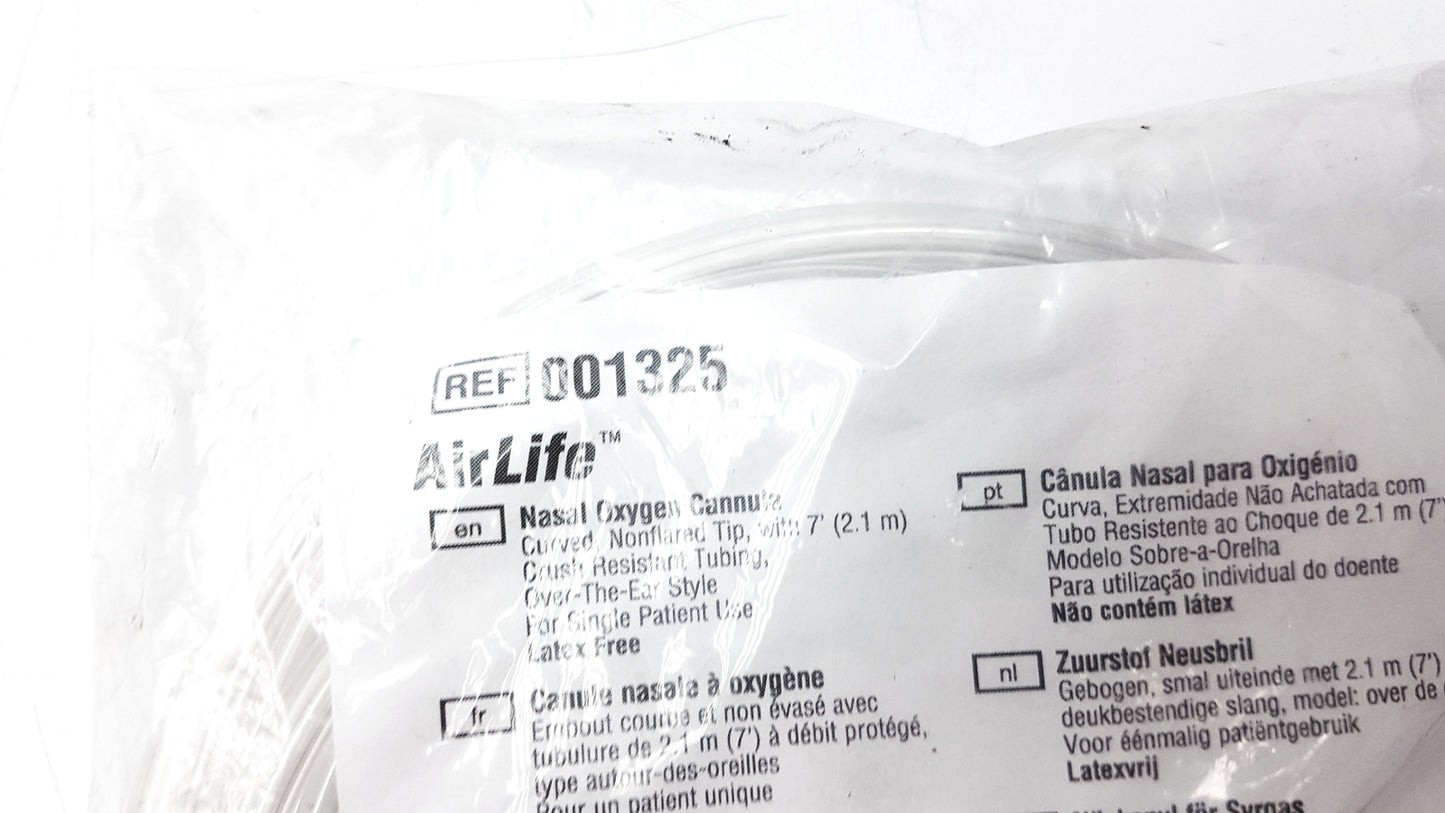 REF 001325
AirLife™
en
Nasal Oxygen Cannula
Curved, Nonflared Tip, with 7' (2.1 m)
Crush Resistant Tubing,
Over-The-Ear Style
For Single Patient Use
Latex Free
fr
Canule nasale à oxygène
Embout courbe et non évasé avec
tubulure de 2.1 m (7') à débit protégé,
type autour-des-oreilles
Pour un patient unique
pt
Cânula Nasal para Oxigénio
Curva, Extremidade Não Achatada com
Tubo Resistente ao Choque de 2.1 m (7'
Modelo Sobre-a-Orelha
Para utilização individual do doente
Não contém látex
nl
Zuurstof Neusbril
Gebogen, smal uiteinde met 2.1 m (7')
deukbestendige slang, model: over de
Voor éénmalig patiëntgebruik
Latexvrij
für Syrgas